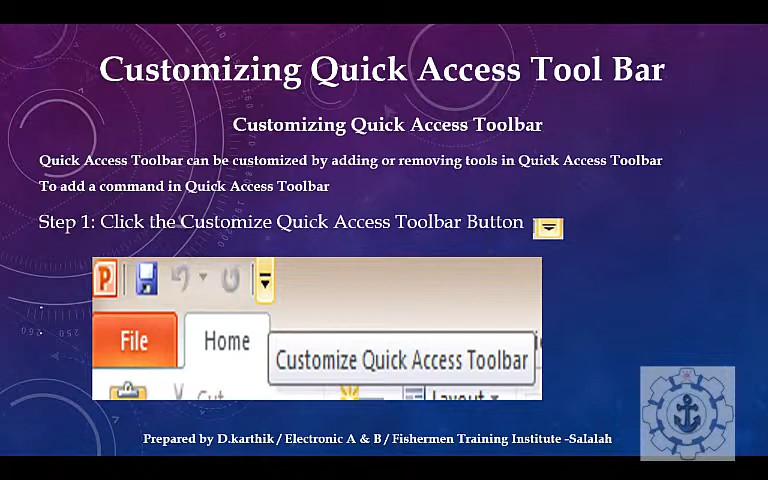 Customizing Quick Access Tool Bar
Customizing Quick Access Toolbar
Quick Access Toolbar can be customized by adding or removing tools in Quick Access Toolbar
To add a command in Quick Access Toolbar
Step 1: Click the Customize Quick Access Toolbar Button
P
File Home
Customize Quick Access Toolbar
Cut
Layout
Prepared by D.karthik / Electronic A & B / Fishermen Training Institute -Salalah